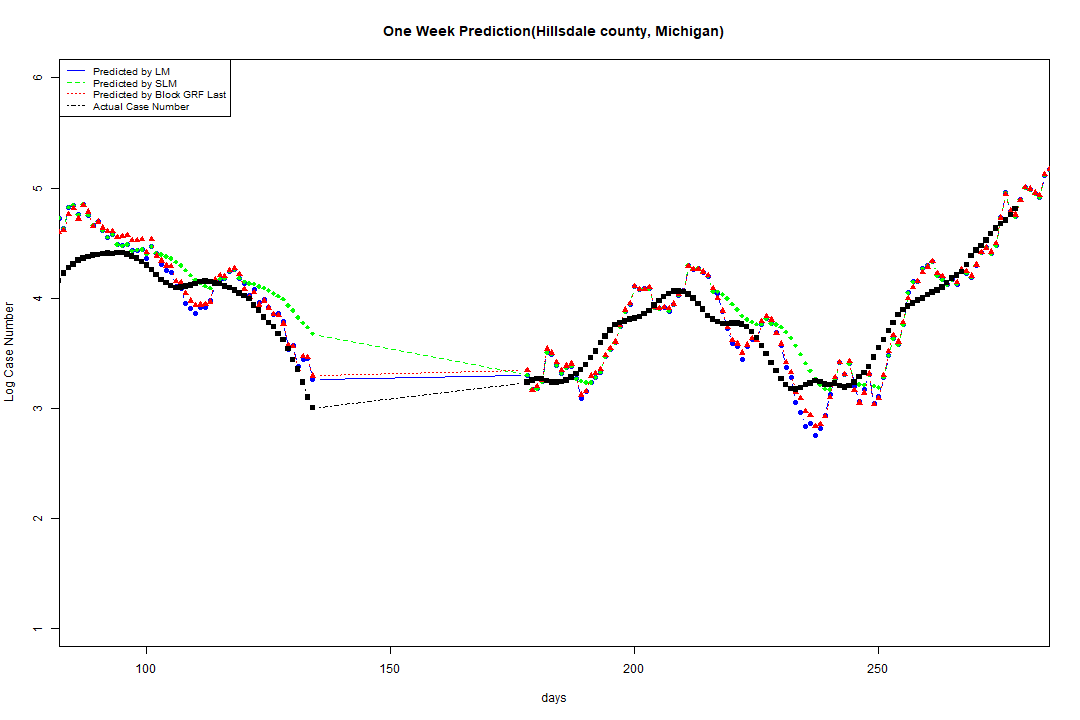 One Week Prediction(Hillsdale county, Michigan)
Predicted by LM
Predicted by SLM
Predicted by Block GRF Last
Actual Case Number
6
5
4
3
2
1
Log Case Number
100
150
200
250
days